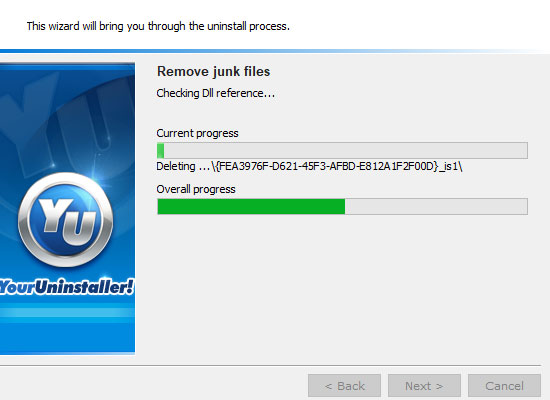 This wizard will bring you through the uninstall process.
Remove junk files
Checking Dll reference...
Current progress
Deleting ...\{FEA3976F-D621-45F3-AFBD-E812A1F2F00D}_is1\
Overall progress
YU
YourUninstaller!
< Back
Next >
Cancel